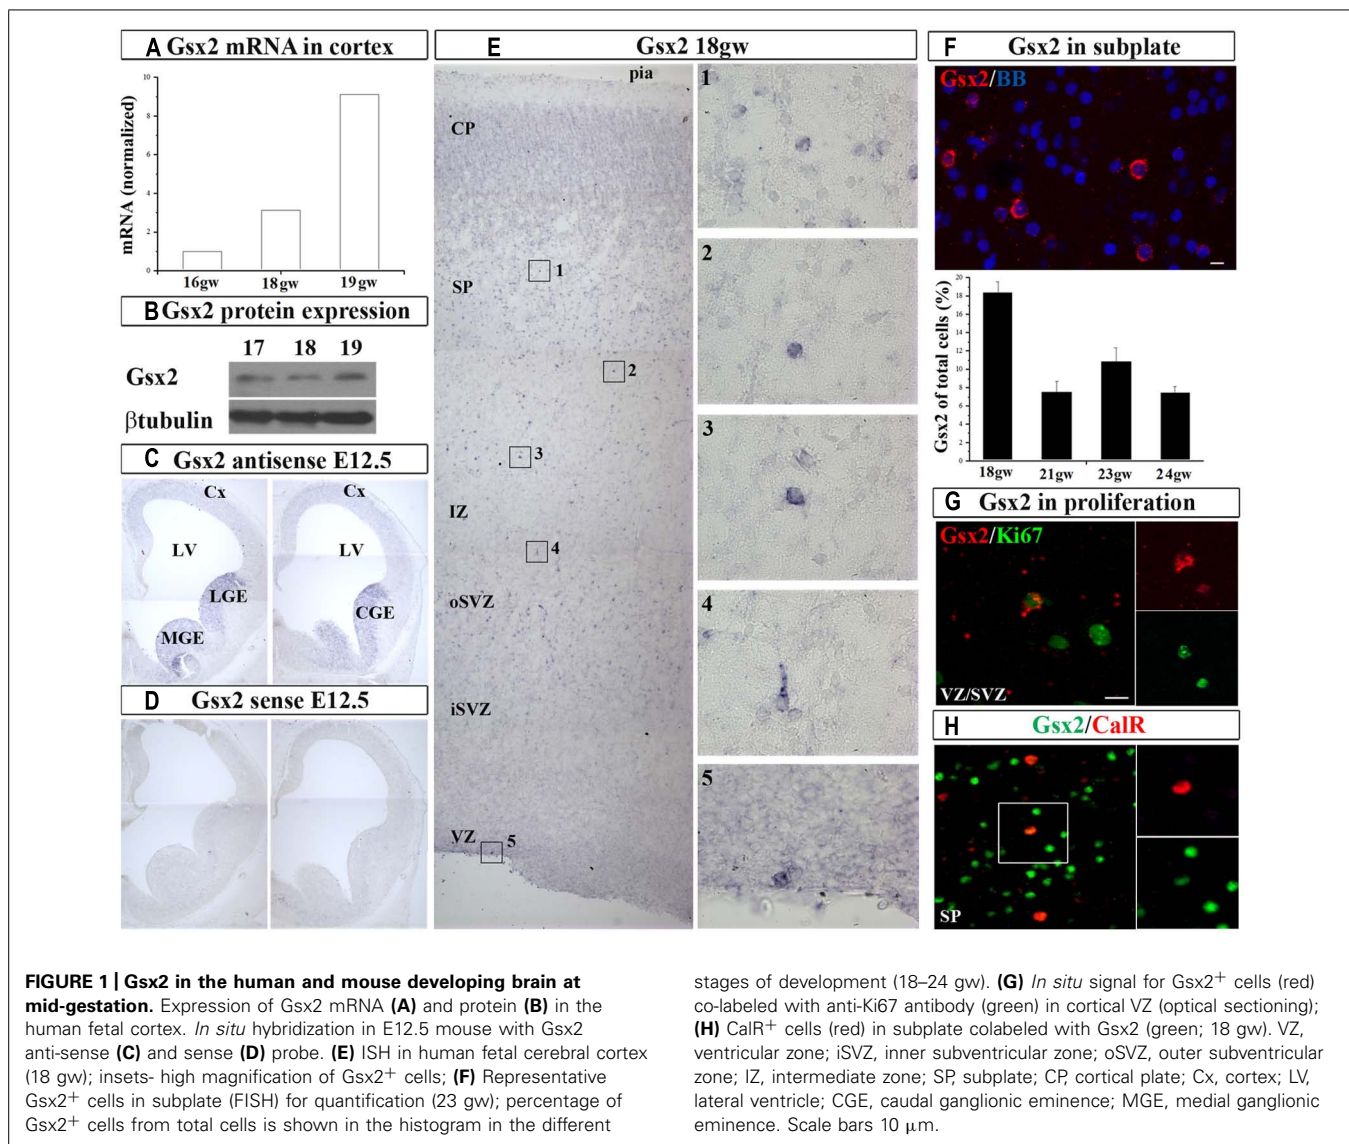 A Gsx2 mRNA in cortex
mRNA (normalized)
10
8
6
4
2
0
16gw 18gw 19gw
B Gsx2 protein expression
17 18 19
Gsx2
βtubulin
C Gsx2 antisense E12.5
Cx Cx
LV LV
LGE CGE
MGE
D Gsx2 sense E12.5
E Gsx2 18gw
pia
CP
1
SP
2
3
IZ
4
oSVZ
iSVZ
VZ
5
1
2
3
4
5
F Gsx2 in subplate
Gsx2/BB
Gsx2 of total cells (%)
20
18
16
14
12
10
8
6
4
2
0
18gw 21gw 23gw 24gw
G Gsx2 in proliferation
Gsx2/Ki67
VZ/SVZ
H Gsx2/CalR
SP
FIGURE 1 | Gsx2 in the human and mouse developing brain at
mid-gestation. Expression of Gsx2 mRNA (A) and protein (B) in the
human fetal cortex. In situ hybridization in E12.5 mouse with Gsx2
anti-sense (C) and sense (D) probe. (E) ISH in human fetal cerebral cortex
(18 gw); insets- high magnification of Gsx2+ cells; (F) Representative
Gsx2+ cells in subplate (FISH) for quantification (23 gw); percentage of
Gsx2+ cells from total cells is shown in the histogram in the different
stages of development (18–24 gw). (G) In situ signal for Gsx2+ cells (red)
co-labeled with anti-Ki67 antibody (green) in cortical VZ (optical sectioning);
(H) CalR+ cells (red) in subplate colabeled with Gsx2 (green; 18 gw). VZ,
ventricular zone; iSVZ, inner subventricular zone; oSVZ, outer subventricular
zone; IZ, intermediate zone; SP, subplate; CP, cortical plate; Cx, cortex; LV,
lateral ventricle; CGE, caudal ganglionic eminence; MGE, medial ganglionic
eminence. Scale bars 10 μm.